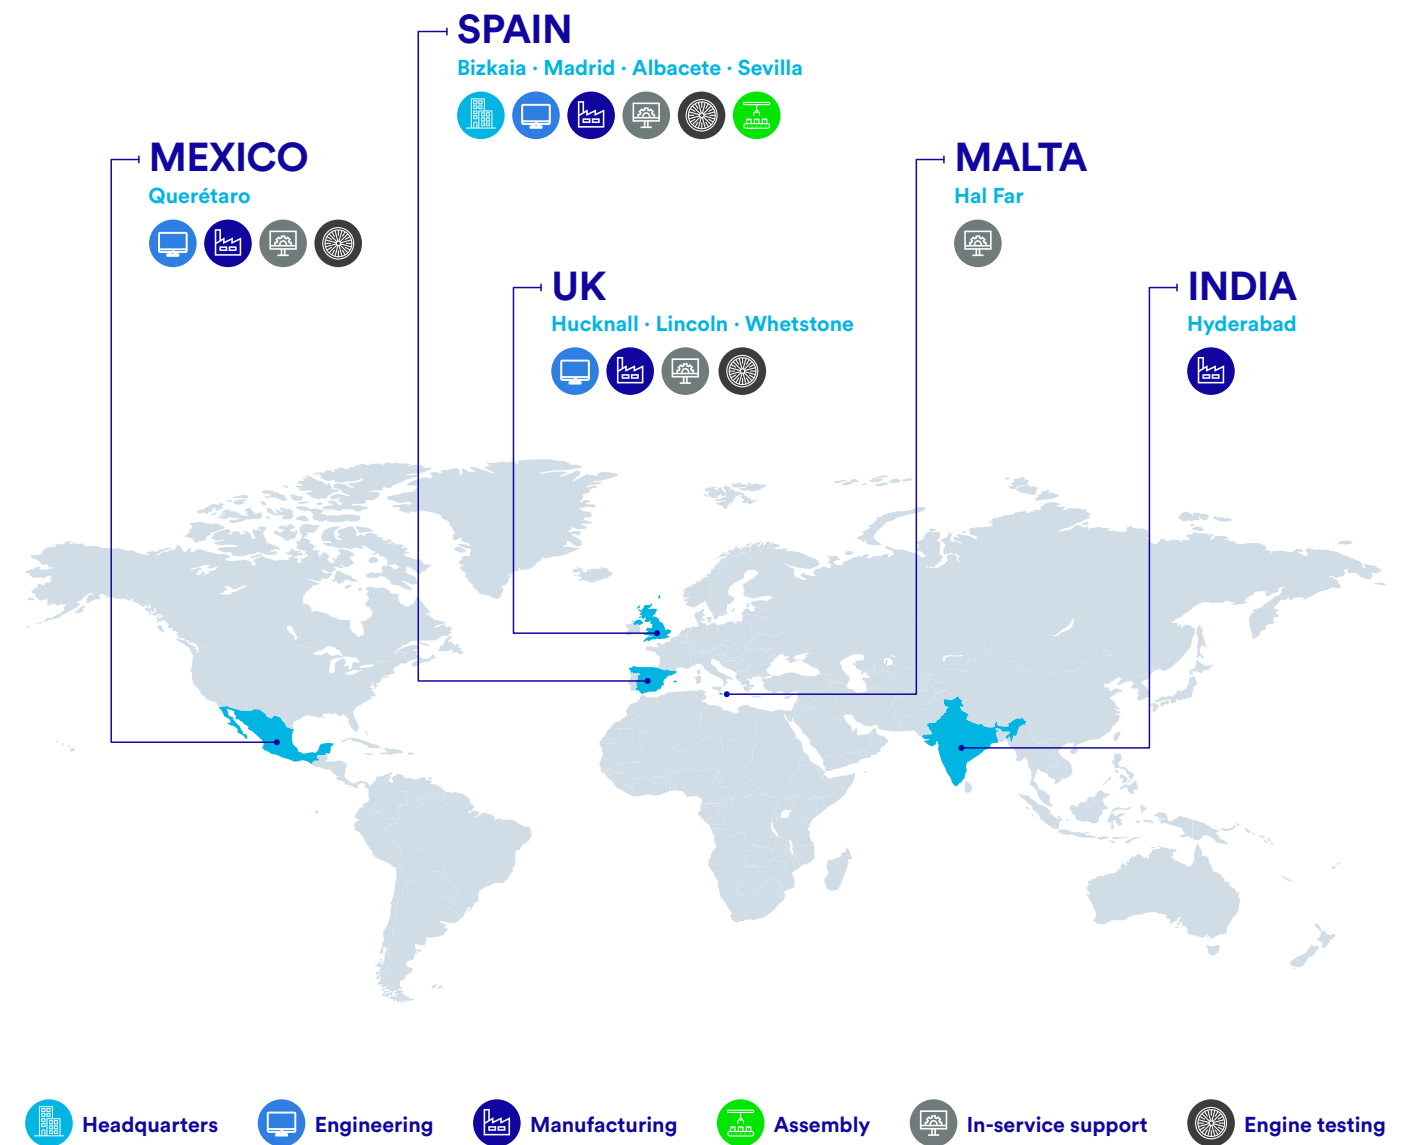 SPAIN
Bizkaia · Madrid · Albacete · Sevilla
MEXICO
Querétaro
MALTA
Hal Far
UK
Hucknall · Lincoln · Whetstone
INDIA
Hyderabad
Headquarters
Engineering
Manufacturing
Assembly
In-service support
Engine testing